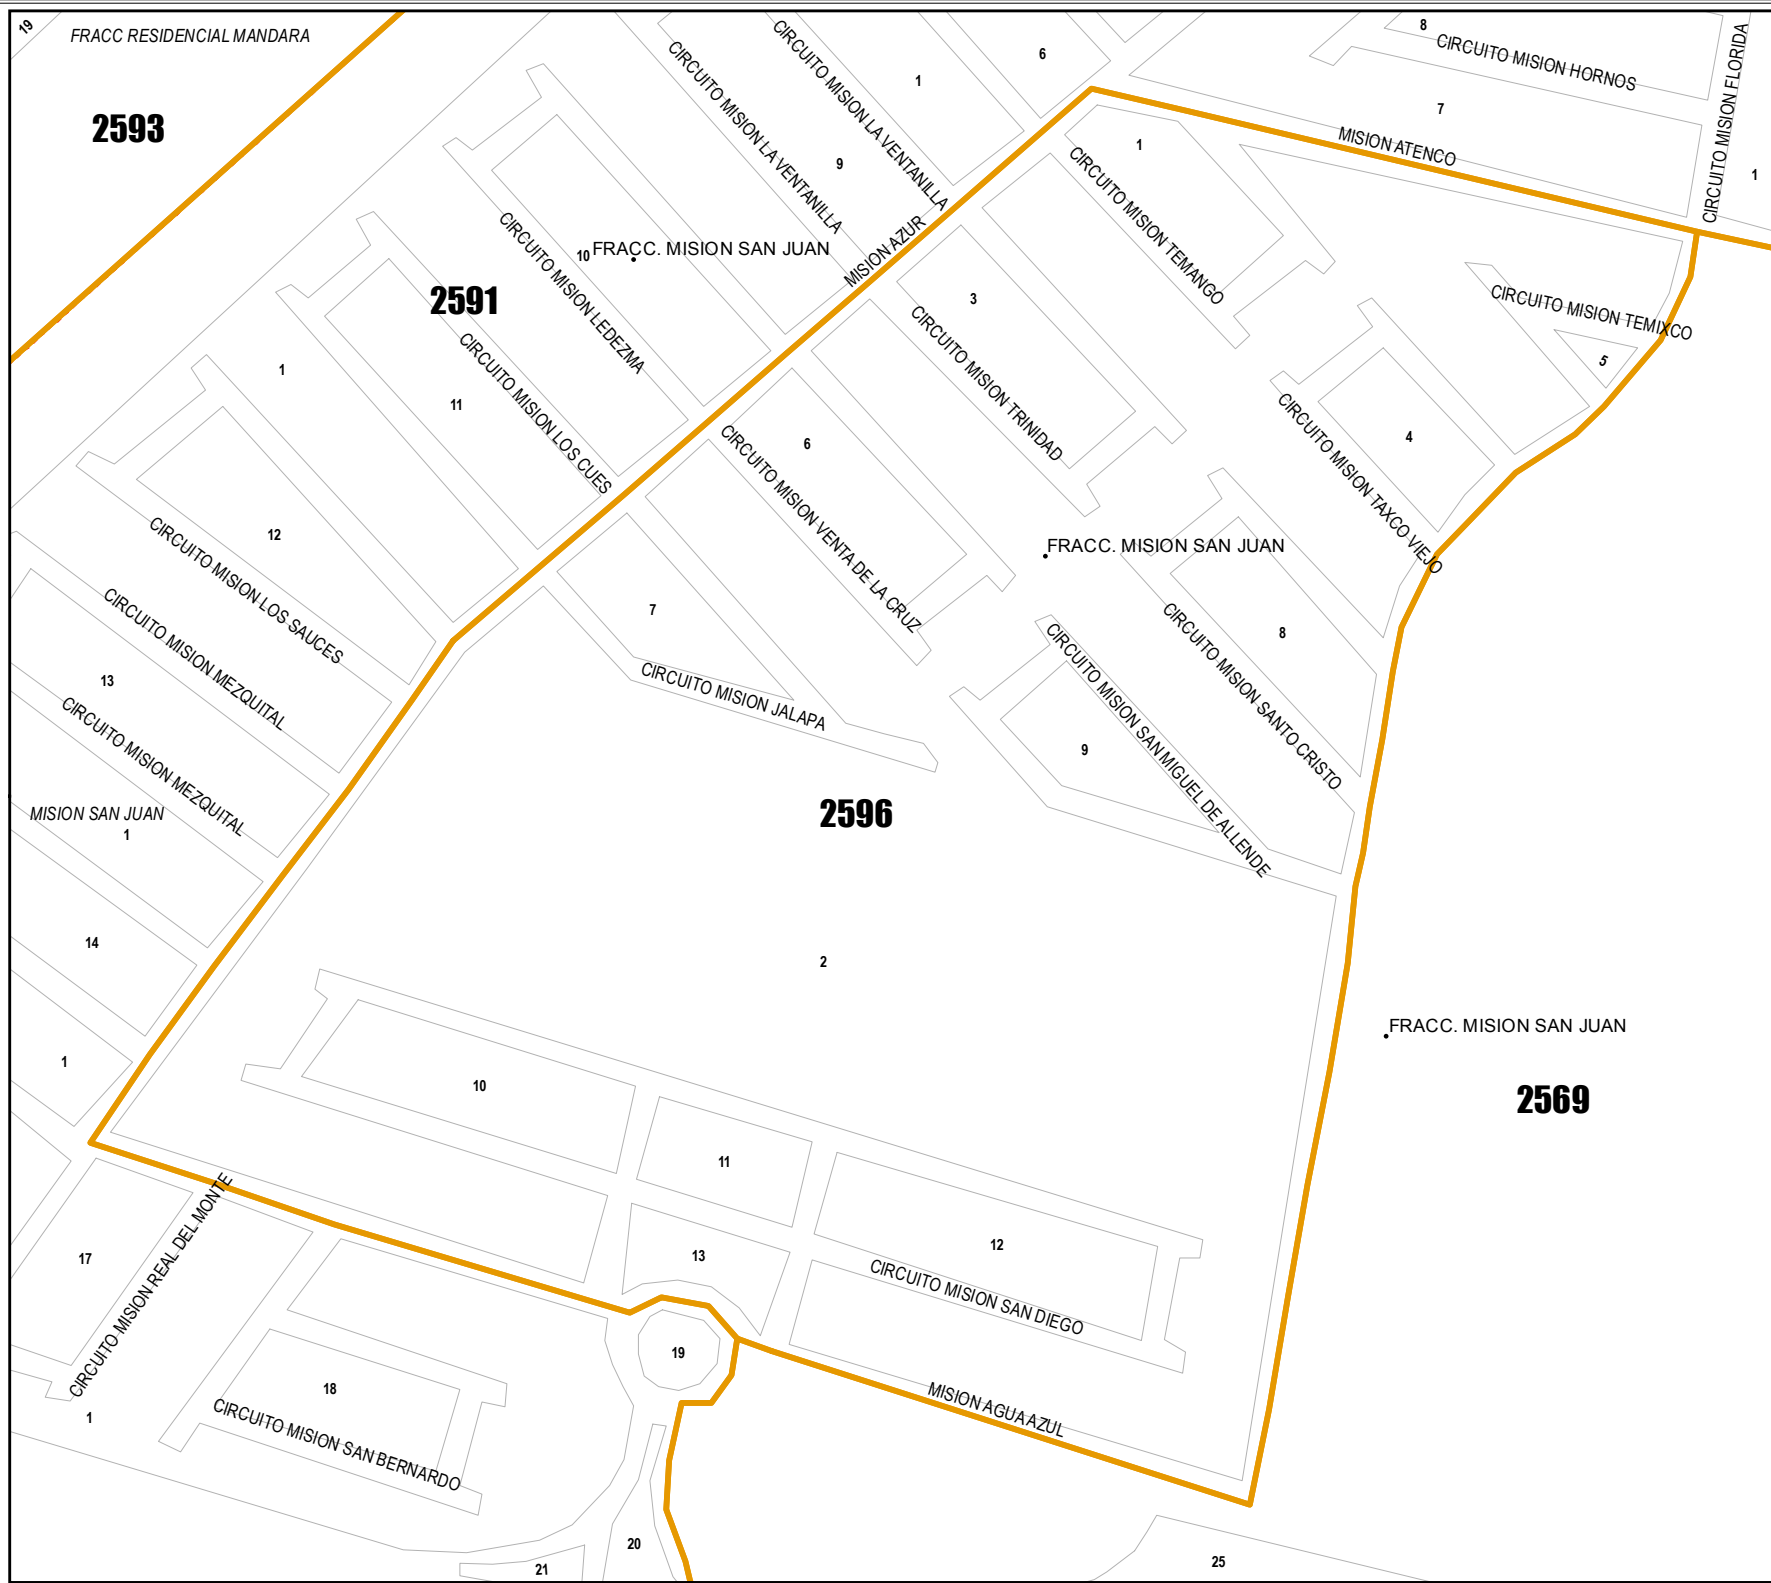 19
FRACC RESIDENCIAL MANDARA
2593
CIRCUITO MISION LA VENTANILLA
CIRCUITO MISION LA VENTANILLA
1
6
8
CIRCUITO MISION HORNOS
CIRCUITO MISION FLORIDA
7
MISION ATENCO
1
9
1
CIRCUITO MISION TEMANGO
MISION AZUR
10
FRACC. MISION SAN JUAN
CIRCUITO MISION LEDEZMA
2591
3
CIRCUITO MISION TRINIDAD
CIRCUITO MISION TEMIXCO
5
1
11
CIRCUITO MISION LOS CUES
4
CIRCUITO MISION TAXCO VIEJO
6
CIRCUITO MISION VENTA DE LA CRUZ
12
CIRCUITO MISION LOS SAUCES
FRACC. MISION SAN JUAN
7
CIRCUITO MISION JALAPA
8
CIRCUITO MISION SANTO CRISTO
CIRCUITO MISION SAN MIGUEL DE ALLENDE
9
CIRCUITO MISION MEZQUITAL
13
CIRCUITO MISION MEZQUITAL
MISION SAN JUAN
1
2596
14
2
1
FRACC. MISION SAN JUAN
2569
10
11
12
13
CIRCUITO MISION SAN DIEGO
17
CIRCUITO MISION REAL DEL MONTE
19
18
CIRCUITO MISION SAN BERNARDO
1
MISION AGUA AZUL
20
21
25